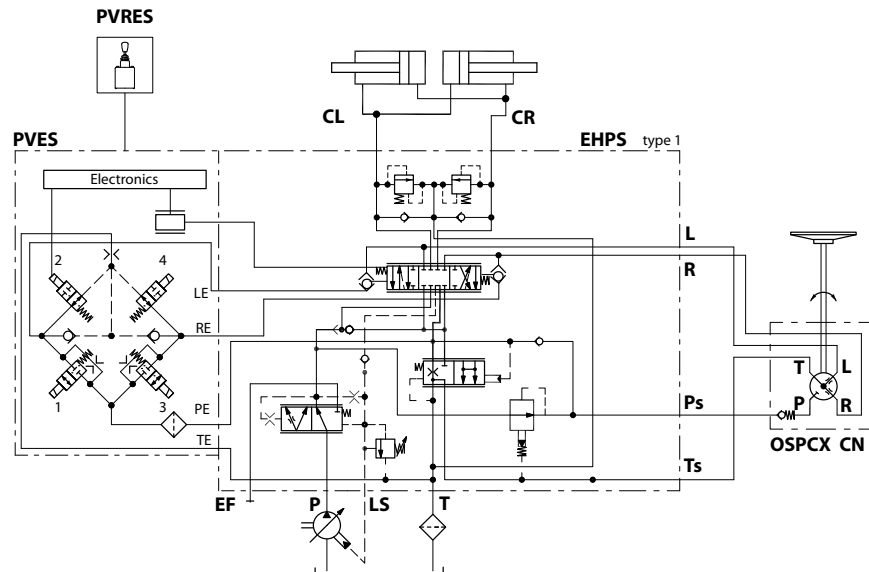 PVRES
CL CR
PVES EHPS type 1
Electronics
L
2 4 R
LE
RE
T L
1 3 PE Ps P R
TE OSPCX CN
Ts
EF P LS T